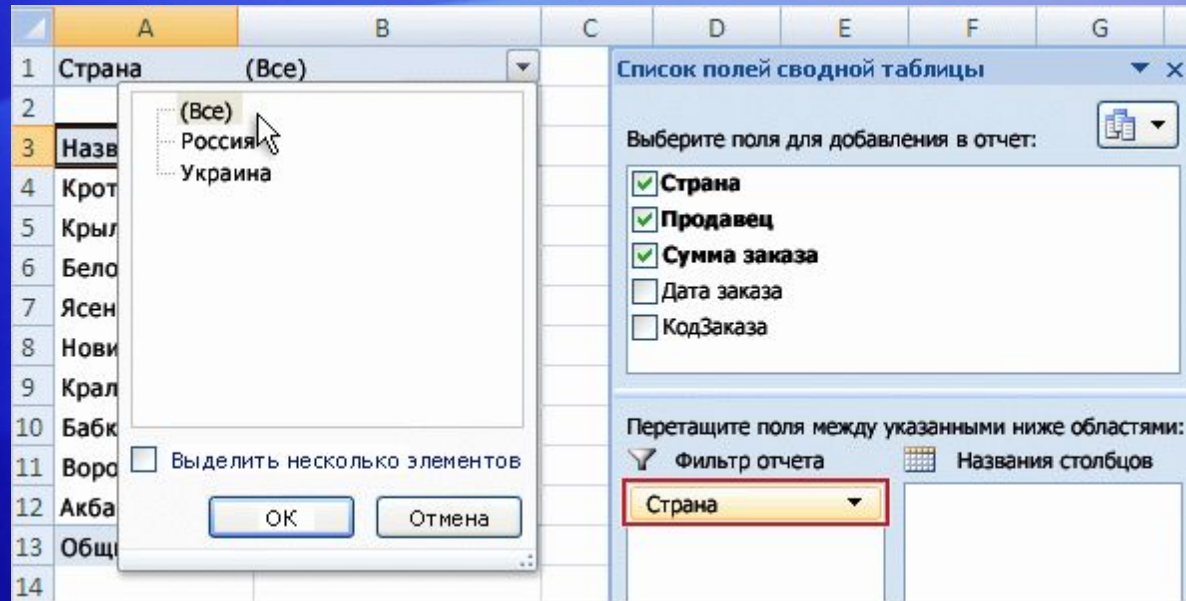 A B C D E F G
1 Страна (Все)
2
3 Назв
4 Крот
5 Крыл
6 Бело
7 Ясен
8 Нови
9 Крал
10 Бабк
11 Воро
12 Акба
13 Общ
14
(Все)
Россия
Украина
Выделить несколько элементов
ОК Отмена
Список полей сводной таблицы
Выберите поля для добавления в отчет:
Страна
Продавец
Сумма заказа
Дата заказа
КодЗаказа
Перетащите поля между указанными ниже областями:
Фильтр отчета Названия столбцов
Страна